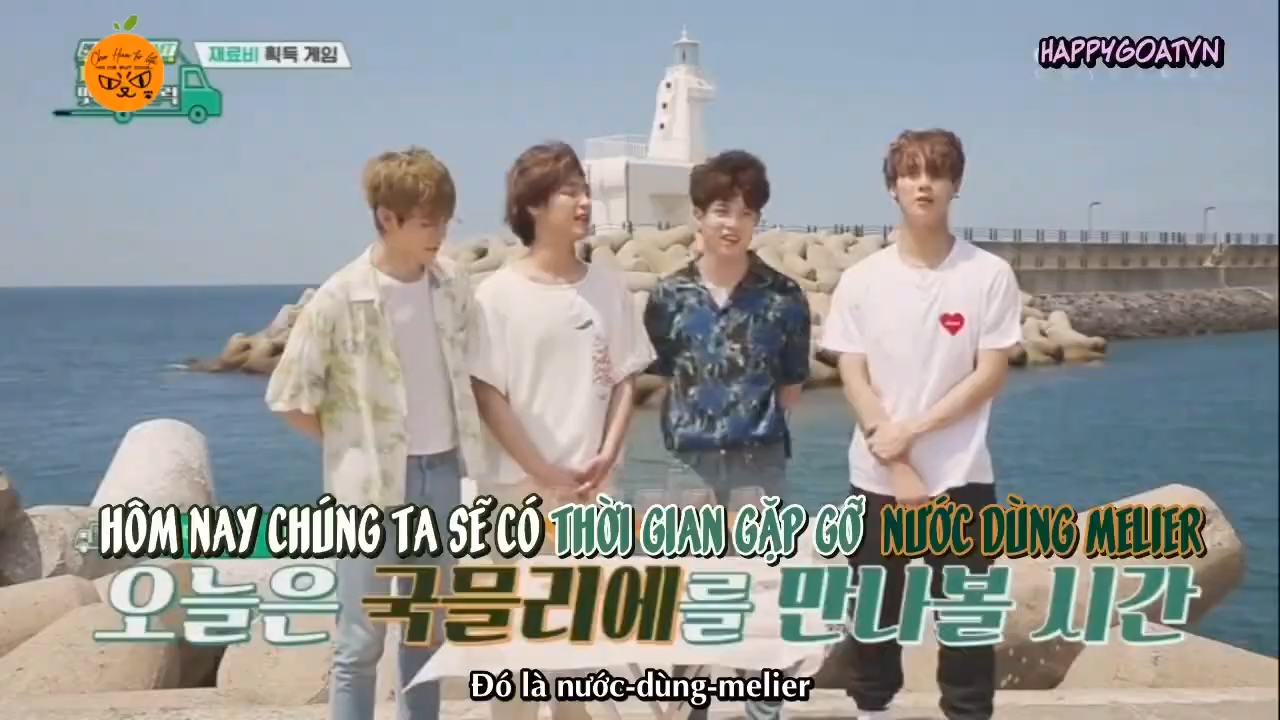 재료비 획득 게임
HAPPYGOATVN
HÔM NAY CHÚNG TA SẼ CÓ THỜI GIAN GẶP GỠ NƯỚC DÙNG MELIER
오늘은 국믈리에를 만나볼 시간
Đó là nước-dùng-melier